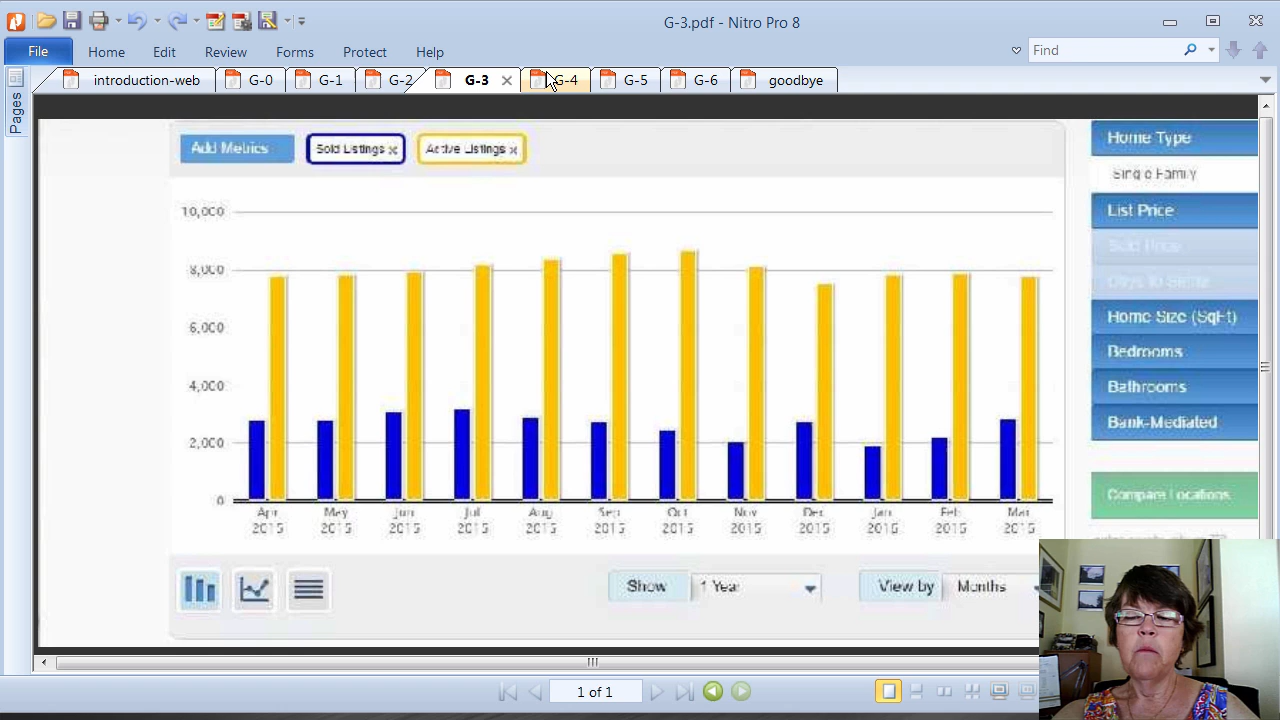 G-3.pdf - Nitro Pro 8
File Home Edit Review Forms Protect Help Find
introduction-web G-0 G-1 G-2 G-3 G-4 G-5 G-6 goodbye
Pages
Add Metrics Sold Listings x Active Listings x
10,000
8,000
6,000
4,000
2,000
0
Apr 2015
May 2015
Jun 2015
Jul 2015
Aug 2015
Sep 2015
Oct 2015
Nov 2015
Dec 2015
Jan 2016
Feb 2016
Mar 2016
Show 1 Year View by Months
Home Type
Single Family
List Price
Sold Price
Home Size (SqFt)
Bedrooms
Bathrooms
Bank-Mediated
Compare Locations
1 of 1